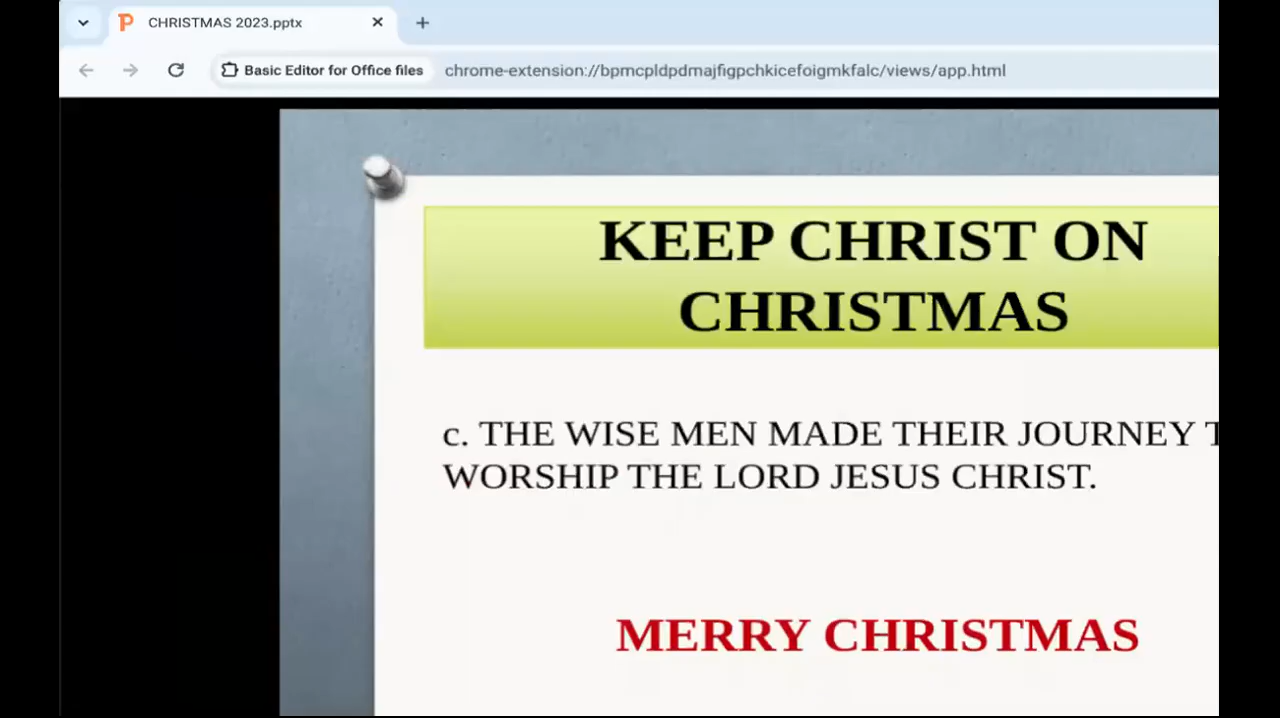 CHRISTMAS 2023.pptx
Basic Editor for Office files chrome-extension://bpmcpldpdmajfigpchkicefoigmkfalc/views/app.html
KEEP CHRIST ON
CHRISTMAS
c. THE WISE MEN MADE THEIR JOURNEY
WORSHIP THE LORD JESUS CHRIST.
MERRY CHRISTMAS